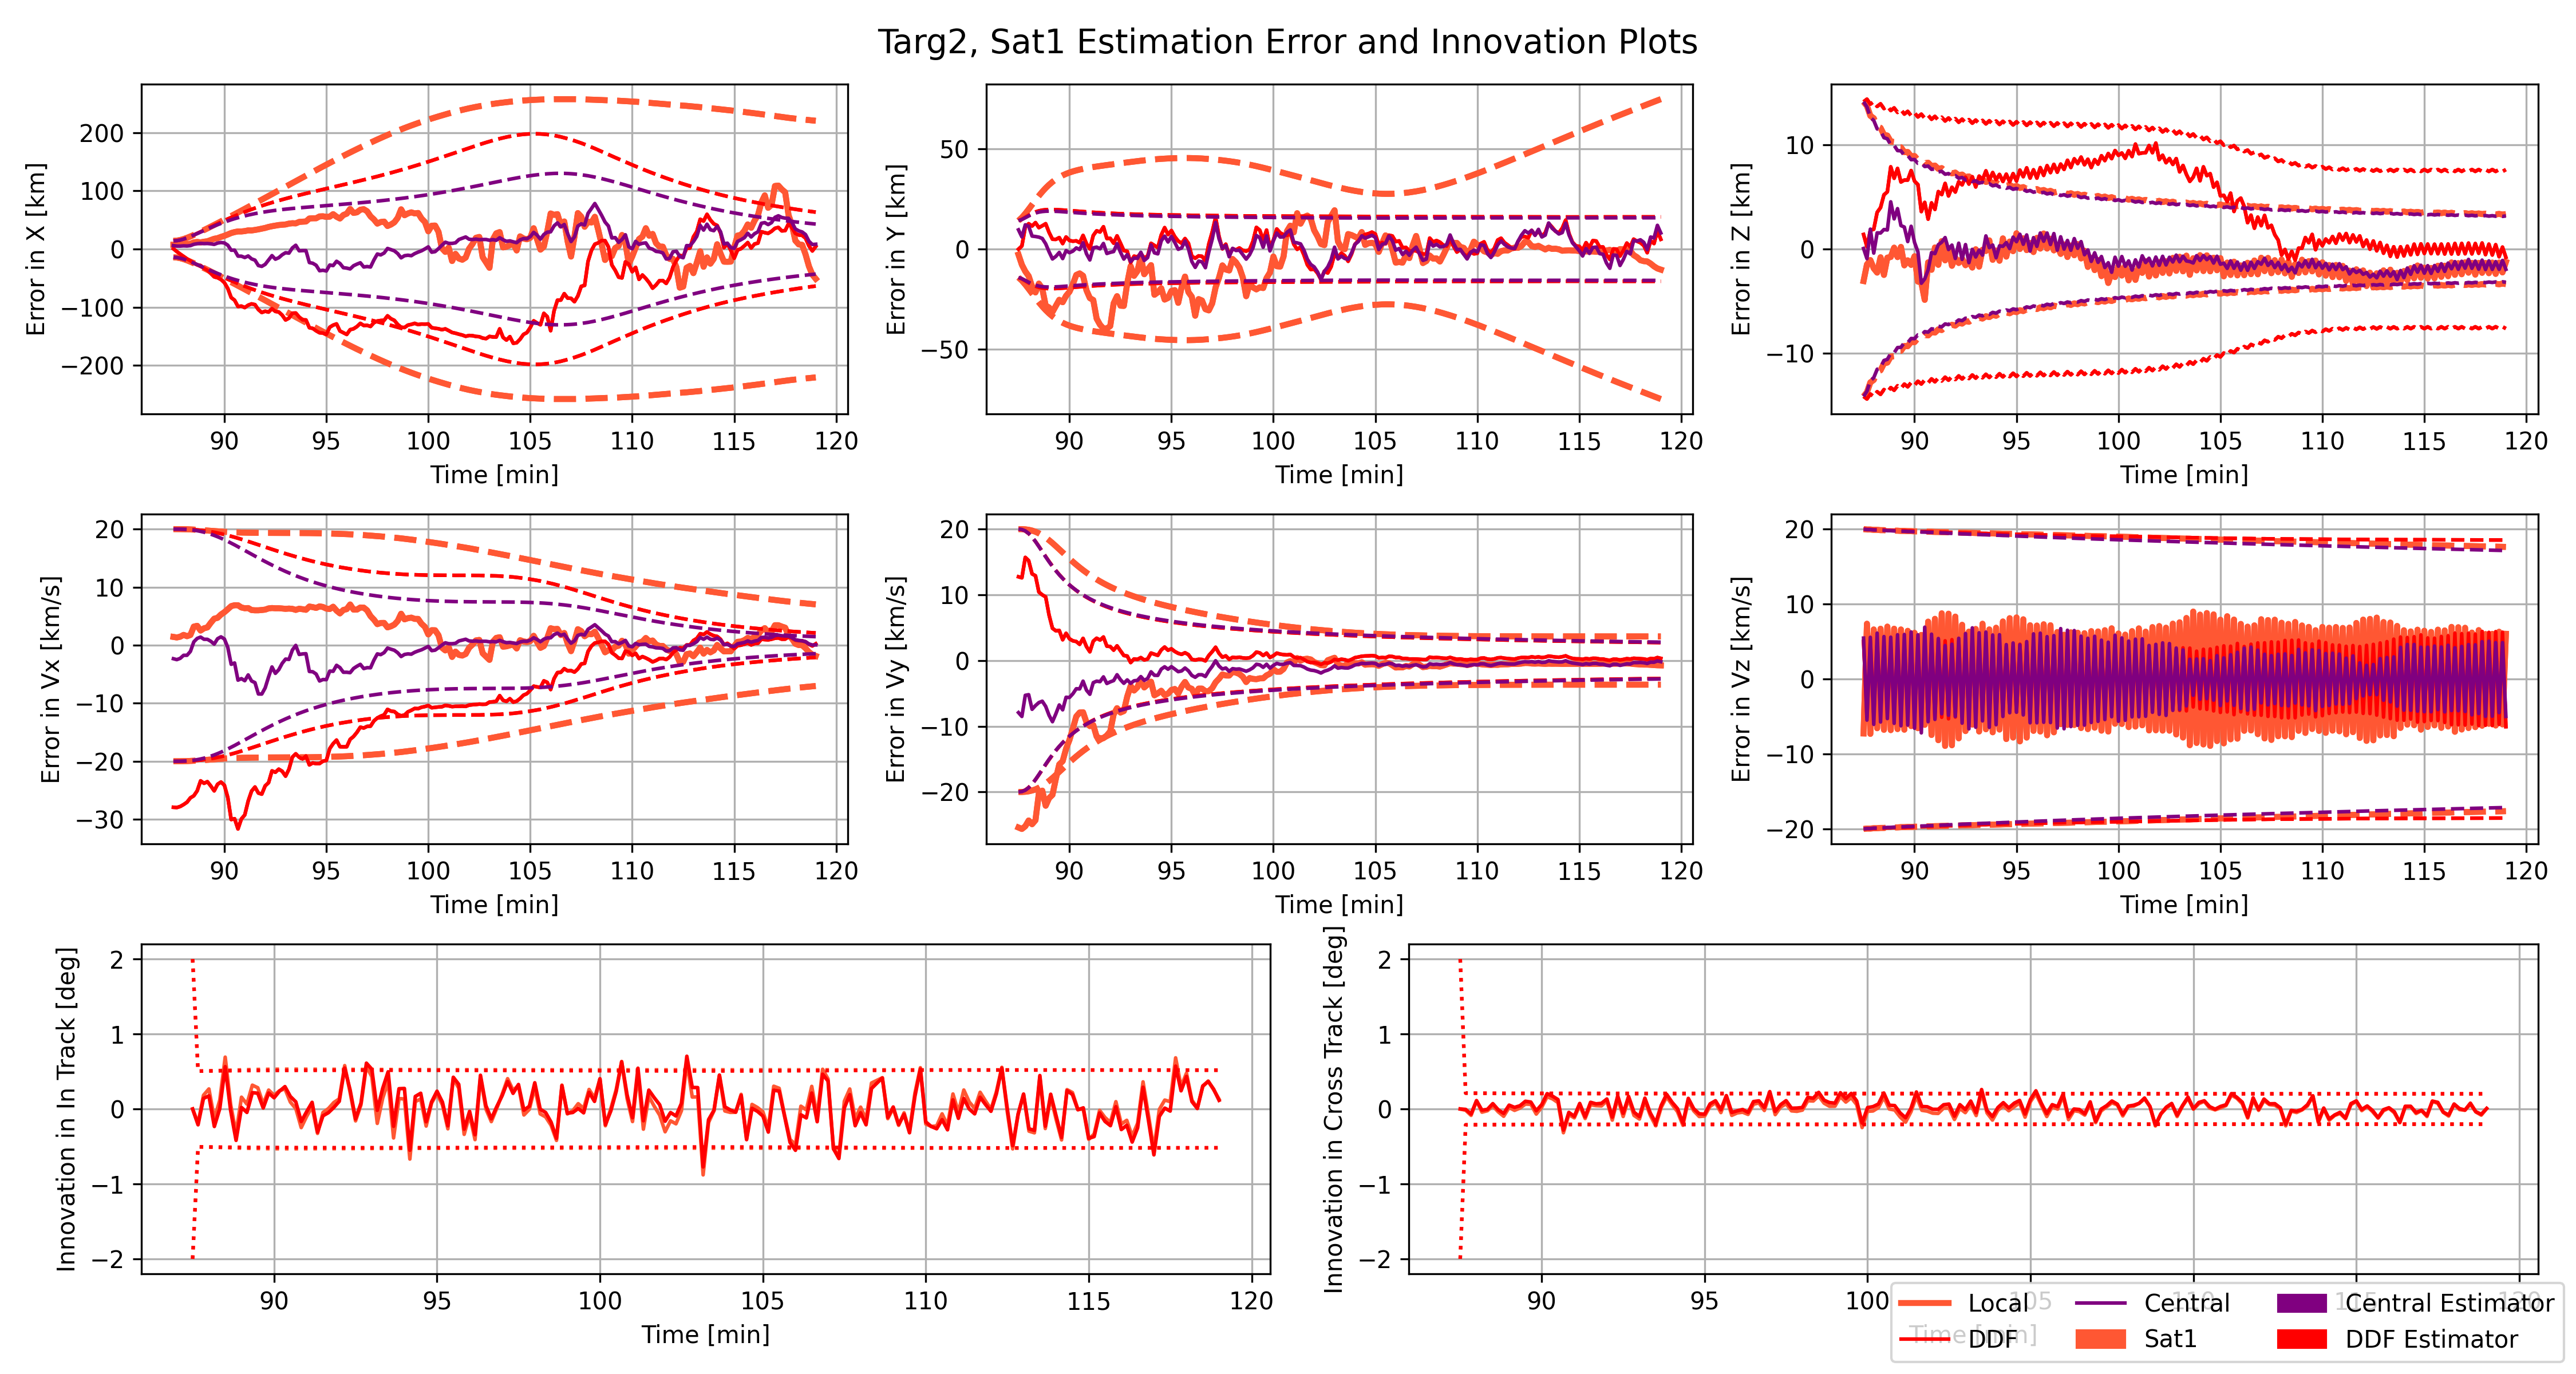 Targ2, Sat1 Estimation Error and Innovation Plots
Error in X [km]
200
100
0
−100
−200
90 95 100 105 110 115 120
Time [min]
Error in Y [km]
50
0
−50
90 95 100 105 110 115 120
Time [min]
Error in Z [km]
10
0
−10
90 95 100 105 110 115 120
Time [min]
Error in Vx [km/s]
20
10
0
−10
−20
−30
90 95 100 105 110 115 120
Time [min]
Error in Vy [km/s]
20
10
0
−10
−20
90 95 100 105 110 115 120
Time [min]
Error in Vz [km/s]
20
10
0
−10
−20
90 95 100 105 110 115 120
Time [min]
Innovation in In Track [deg]
2
1
0
−1
−2
90 95 100 105 110 115 120
Time [min]
Innovation in Cross Track [deg]
2
1
0
−1
−2
90 95 100 105 110 115 120
Time [min]
Local Central Central Estimator
DDF Sat1 DDF Estimator